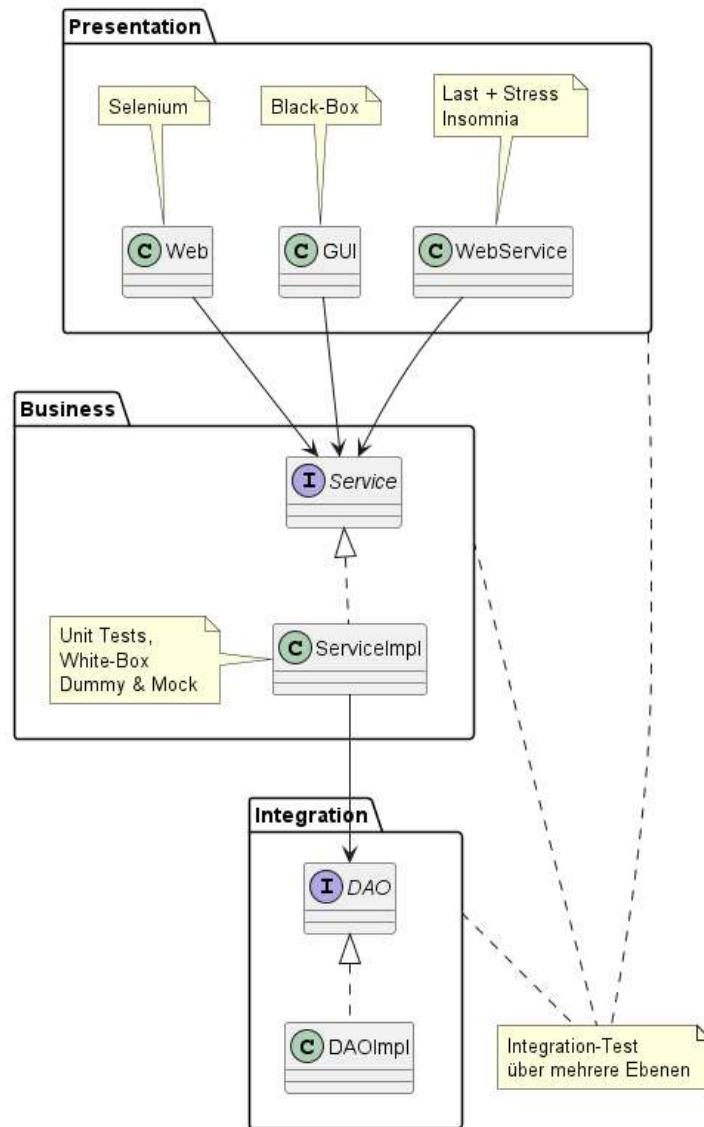 Presentation
Selenium
Black-Box
Last + Stress
Insomnia
C Web
C GUI
C WebService
Business
I Service
Unit Tests,
White-Box
Dummy & Mock
C ServiceImpl
Integration
I DAO
C DAOImpl
Integration-Test
über mehrere Ebenen